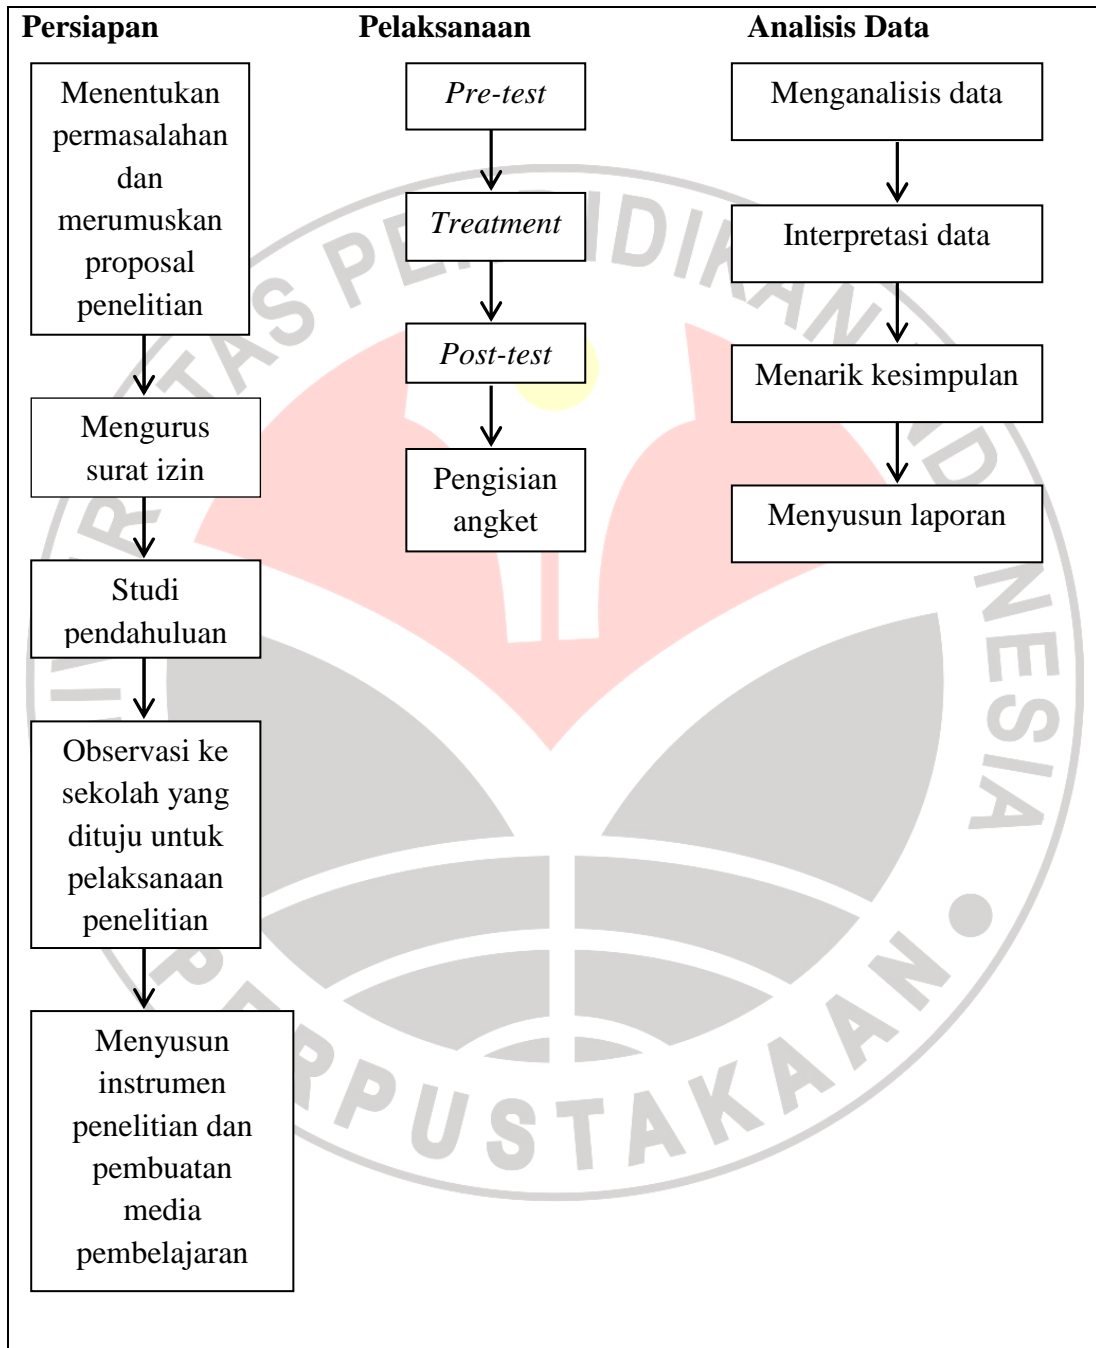 Persiapan
Menentukan
permasalahan
dan
merumuskan
proposal
penelitian
Mengurus
surat izin
Studi
pendahuluan
Observasi ke
sekolah yang
dituju untuk
pelaksanaan
penelitian
Menyusun
instrumen
penelitian dan
pembuatan
media
pembelajaran
Pelaksanaan
Pre-test
Treatment
Post-test
Pengisian
angket
Analisis Data
Menganalisis data
Interpretasi data
Menarik kesimpulan
Menyusun laporan
PERPUSTAKAAN